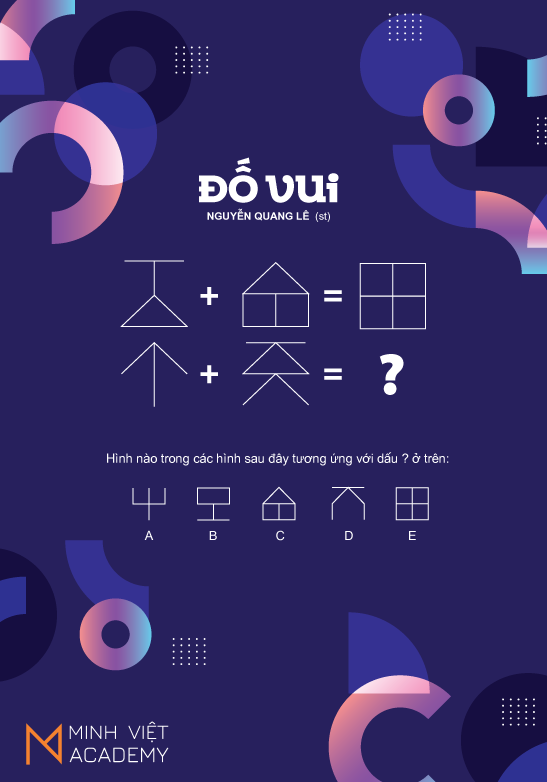 ĐỐ VUI
NGUYỄN QUANG LÊ (st)
+ =
+ = ?
Hình nào trong các hình sau đây tương ứng với dấu ? ở trên:
A B C D E
MINH VIỆT
ACADEMY